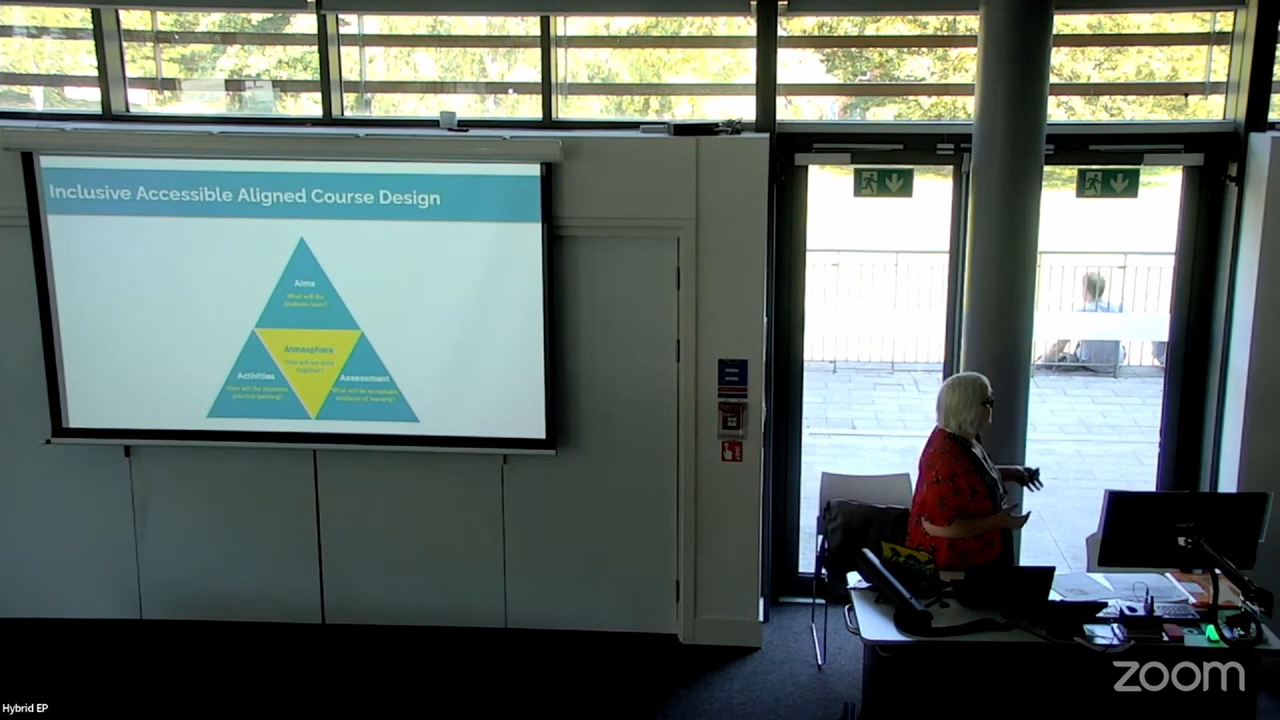 Inclusive Accessible Aligned Course Design
Aims
What will the
students learn?
Atmosphere
How will we work
together?
Activities
How will the students
practice learning?
Assessment
What will be acceptable
evidence of learning?
zoom
Hybrid EP